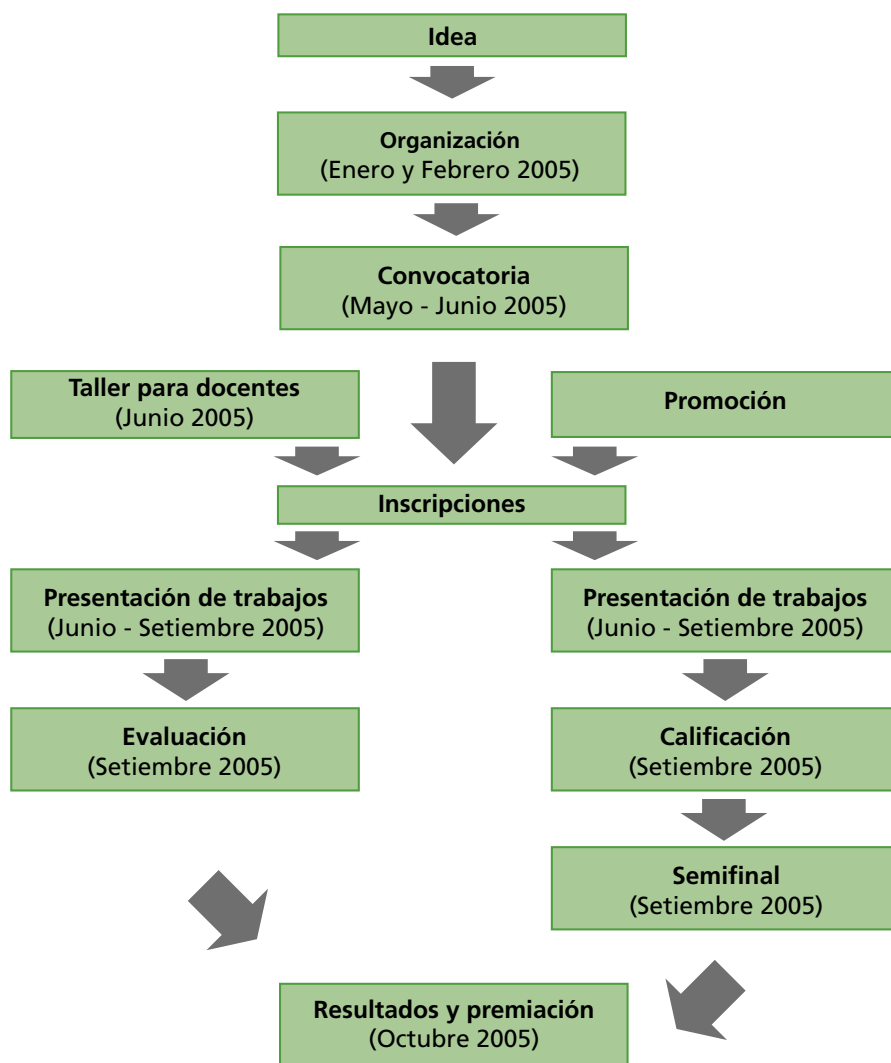 Idea
Organización
(Enero y Febrero 2005)
Convocatoria
(Mayo - Junio 2005)
Taller para docentes
(Junio 2005)
Promoción
Inscripciones
Presentación de trabajos
(Junio - Setiembre 2005)
Presentación de trabajos
(Junio - Setiembre 2005)
Evaluación
(Setiembre 2005)
Calificación
(Setiembre 2005)
Semifinal
(Setiembre 2005)
Resultados y premiación
(Octubre 2005)